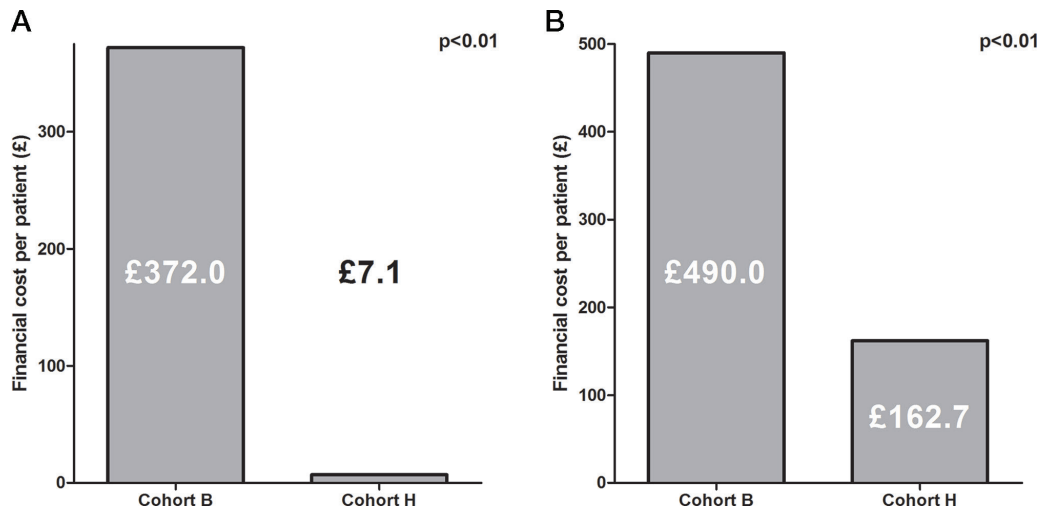 A
p<0.01
Financial cost per patient (£)
300
200
100
0
£372.0
£7.1
Cohort B
Cohort H
B
p<0.01
Financial cost per patient (£)
500
400
300
200
100
0
£490.0
£162.7
Cohort B
Cohort H